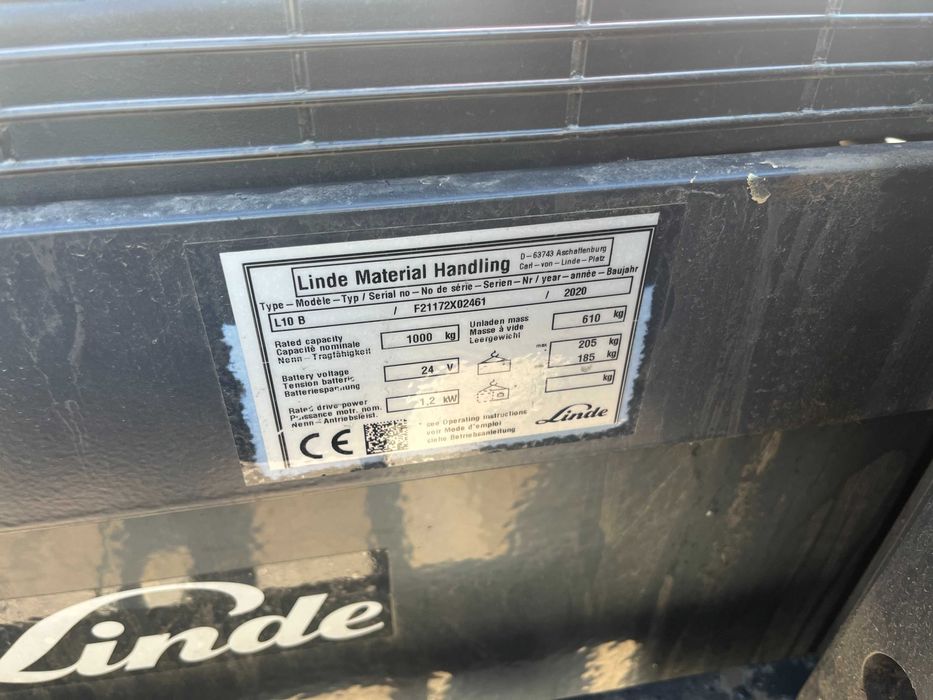 Linde Material Handling
D-63743 Aschaffenburg
Carl-von-Linde-Platz
Type-Modèle-Typ / Serial no-No de série-Serien-Nr / year-année-Baujahr
L10 B / F21172X02461 / 2020
Rated capacity
Capacité nominale
Nenn-Tragfähigkeit
1000 kg
Unladen mass
Masse à vide
Leergewicht
610 kg
Battery voltage
Tension batterie
Batteriespannung
24 V
max 205 kg
185 kg
Rated drive power
Puissance motr. nom.
Nenn-Antriebsleist.
1,2 kW
kg
CE
see Operating instructions
voir Mode d'emploi
siehe Betriebsanleitung
Linde
Linde